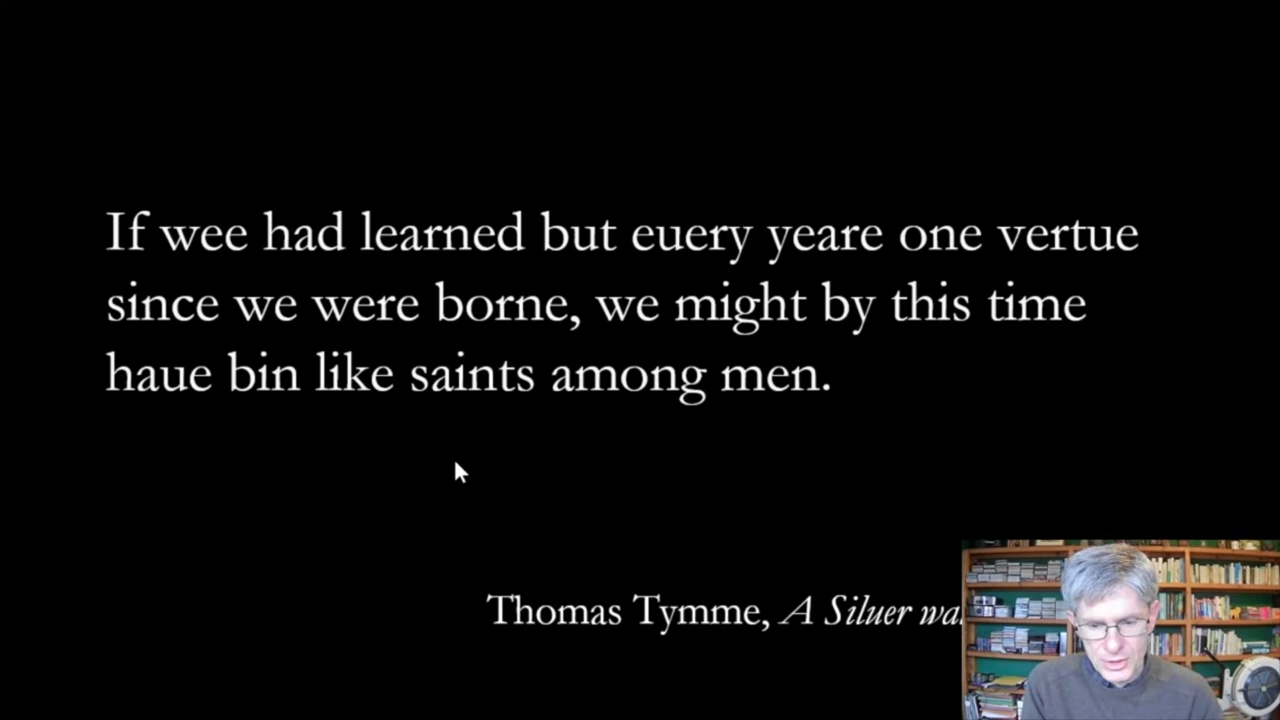 If wee had learned but euery yeare one vertue
since we were borne, we might by this time
haue bin like saints among men.
Thomas Tymme, A Siluer